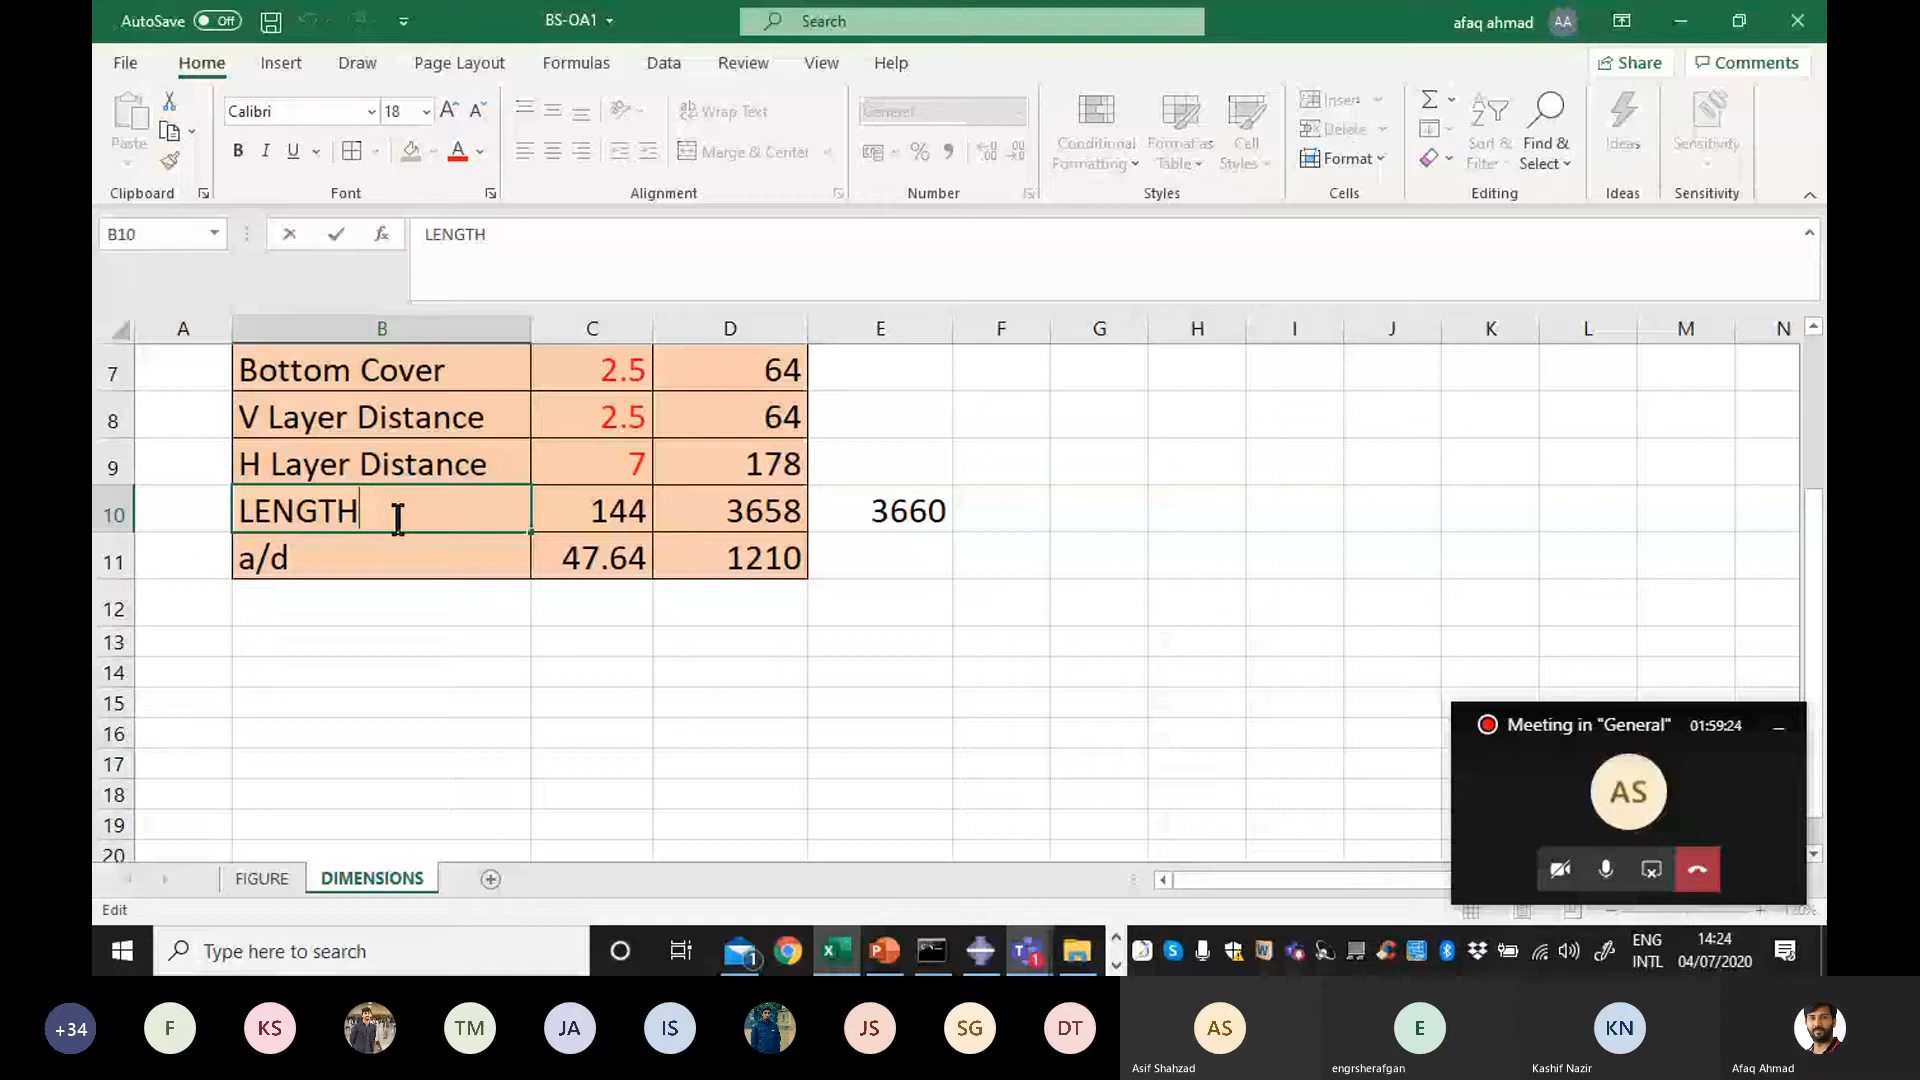 AutoSave Off BS-OA1 Search afaq ahmad AA
File Home Insert Draw Page Layout Formulas Data Review View Help Share Comments
Calibri 18 A^ A˅ ab Wrap Text General Insert
Paste Conditional Format as Cell Delete Sort & Find & Ideas Sensitivity
B I U A Merge & Center % 9 Formatting Table Styles Format Filter Select
Clipboard Font Alignment Number Styles Cells Editing Ideas Sensitivity
B10 fx LENGTH
A B C D E F G H I J K L M N
7 Bottom Cover 2.5 64
8 V Layer Distance 2.5 64
9 H Layer Distance 7 178
10 LENGTH 144 3658 3660
11 a/d 47.64 1210
12
13
14
15
16
17
18
19
20
Meeting in "General" 01:59:24
AS
FIGURE DIMENSIONS
Edit
Type here to search ENG 14:24
INTL 04/07/2020
+34 F KS TM JA IS JS SG DT AS E KN
Asif Shahzad engrsherafgan Kashif Nazir Afaq Ahmad